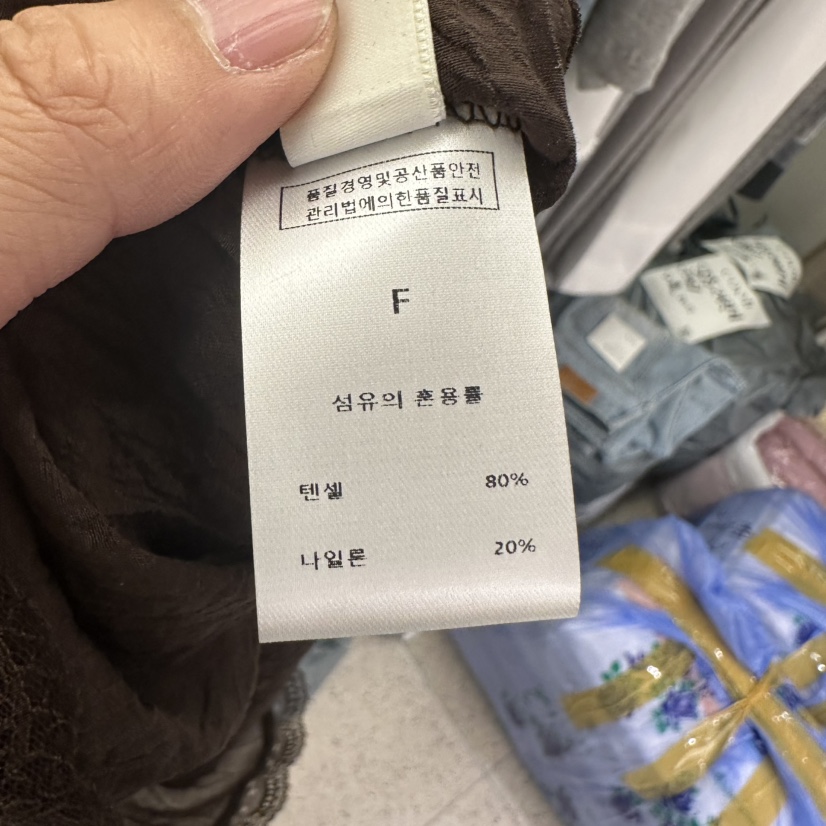 품질경영및공산품안전
관리법에의한품질표시
F
섬유의 혼용률
텐셀 80%
나일론 20%